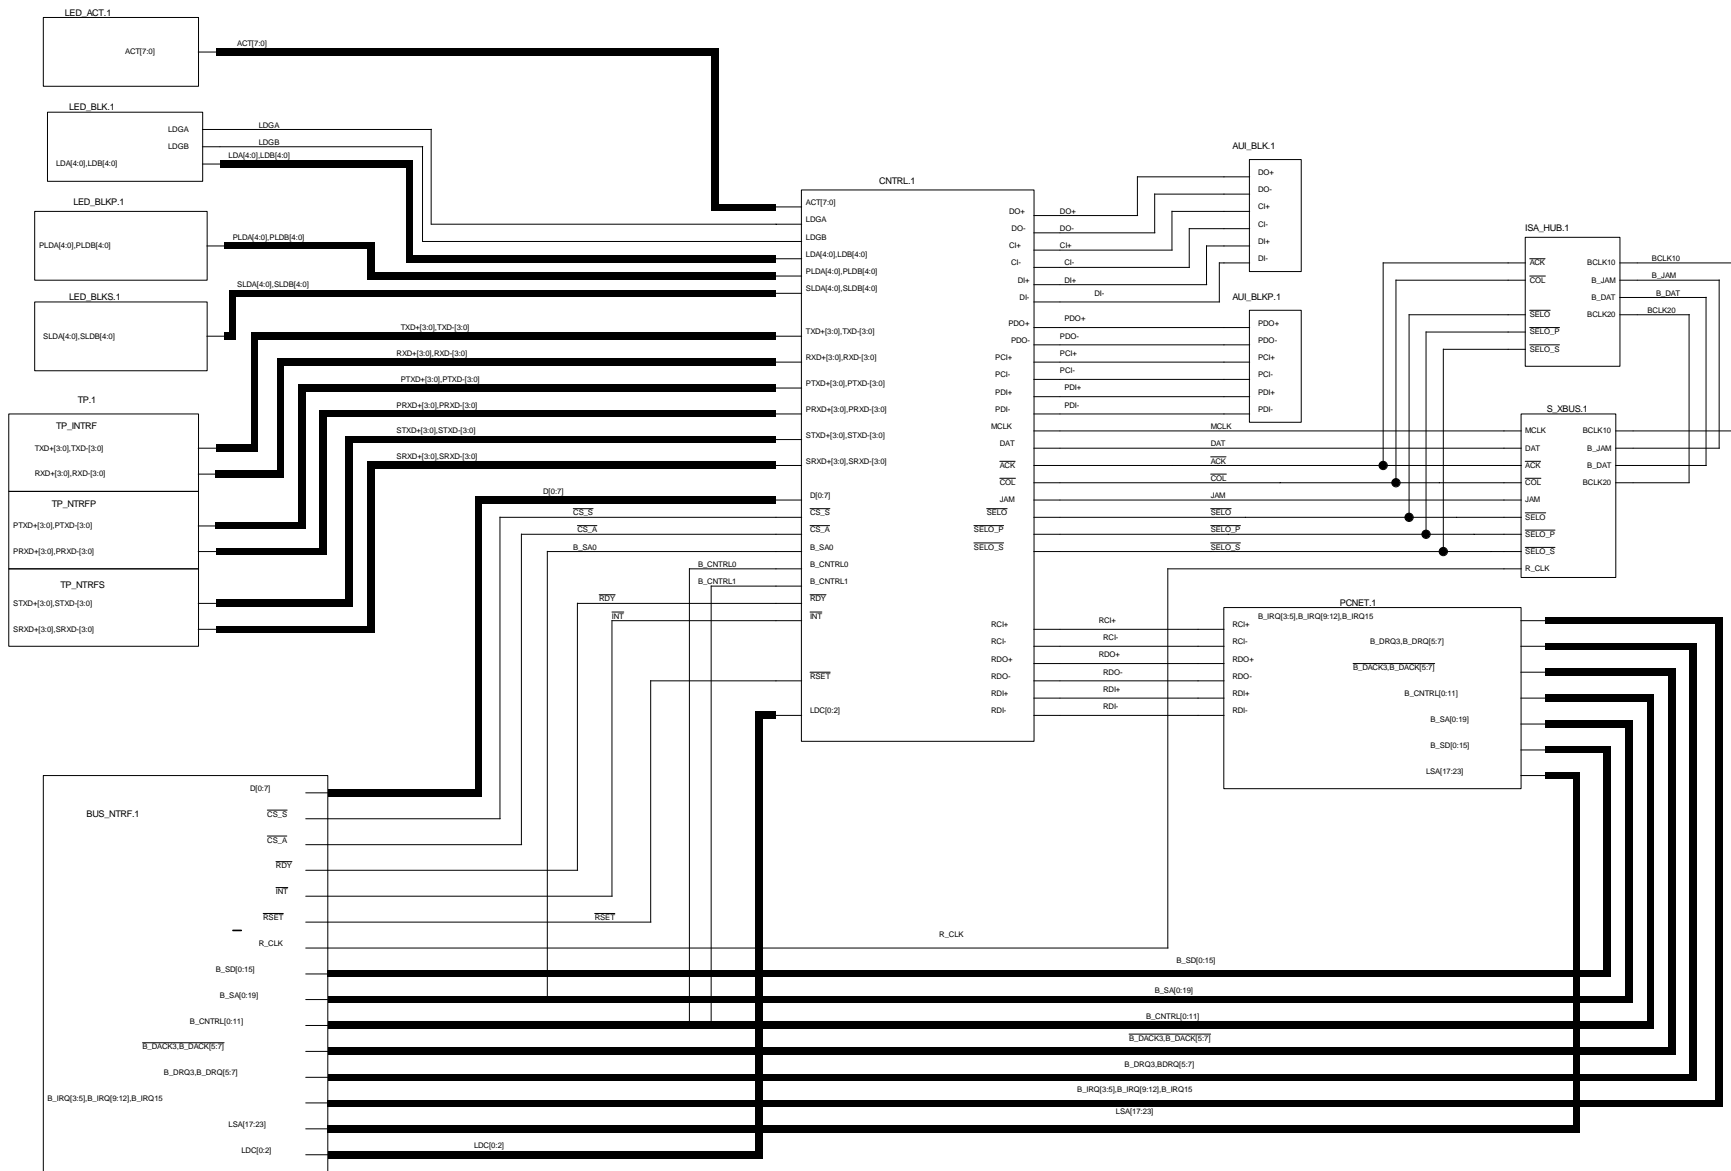 LED_ACT.1
ACT[7:0]
ACT[7:0]
LED_BLK.1
LDGA
LDGB
LDA[4:0],LDB[4:0]
LDGA
LDGB
LDA[4:0],LDB[4:0]
LED_BLKP.1
PLDA[4:0],PLDB[4:0]
PLDA[4:0],PLDB[4:0]
LED_BLKS.1
SLDA[4:0],SLDB[4:0]
SLDA[4:0],SLDB[4:0]
TP.1
TP_INTRF
TXD+[3:0],TXD-[3:0]
RXD+[3:0],RXD-[3:0]
TP_NTRFP
PTXD+[3:0],PTXD-[3:0]
PRXD+[3:0],PRXD-[3:0]
TP_NTRFS
STXD+[3:0],STXD-[3:0]
SRXD+[3:0],SRXD-[3:0]
TXD+[3:0],TXD-[3:0]
RXD+[3:0],RXD-[3:0]
PTXD+[3:0],PTXD-[3:0]
PRXD+[3:0],PRXD-[3:0]
STXD+[3:0],STXD-[3:0]
SRXD+[3:0],SRXD-[3:0]
D[0:7]
CS_S
CS_A
B_SA0
B_CNTRL0
B_CNTRL1
RDY
INT
CNTRL.1
ACT[7:0]
LDGA
LDGB
LDA[4:0],LDB[4:0]
PLDA[4:0],PLDB[4:0]
SLDA[4:0],SLDB[4:0]
TXD+[3:0],TXD-[3:0]
RXD+[3:0],RXD-[3:0]
PTXD+[3:0],PTXD-[3:0]
PRXD+[3:0],PRXD-[3:0]
STXD+[3:0],STXD-[3:0]
SRXD+[3:0],SRXD-[3:0]
D[0:7]
CS_S
CS_A
B_SA0
B_CNTRL0
B_CNTRL1
RDY
INT
RSET
LDC[0:2]
DO+
DO-
CI+
CI-
DI+
DI-
PDO+
PDO-
PCI+
PCI-
PDI+
PDI-
MCLK
DAT
ACK
COL
JAM
SELO
SELO_P
SELO_S
RCI+
RCI-
RDO+
RDO-
RDI+
RDI-
DO+
DO-
CI+
CI-
DI+
DI-
PDO+
PDO-
PCI+
PCI-
PDI+
PDI-
MCLK
DAT
ACK
COL
JAM
SELO
SELO_P
SELO_S
RCI+
RCI-
RDO+
RDO-
RDI+
RDI-
AUI_BLK.1
DO+
DO-
CI+
CI-
DI+
DI-
AUI_BLKP.1
PDO+
PDO-
PCI+
PCI-
PDI+
PDI-
ISA_HUB.1
ACK
COL
SELO
SELO_P
SELO_S
BCLK10
B_JAM
B_DAT
BCLK20
BCLK10
B_JAM
B_DAT
BCLK20
S_XBUS.1
MCLK
DAT
ACK
COL
JAM
SELO
SELO_P
SELO_S
R_CLK
BCLK10
B_JAM
B_DAT
BCLK20
PCNET.1
RCI+
RCI-
RDO+
RDO-
RDI+
RDI-
B_IRQ[3:5],B_IRQ[9:12],B_IRQ15
B_DRQ3,B_DRQ[5:7]
B_DACK3,B_DACK[5:7]
B_CNTRL[0:11]
B_SA[0:19]
B_SD[0:15]
LSA[17:23]
BUS_NTRF.1
D[0:7]
CS_S
CS_A
RDY
INT
RSET
R_CLK
B_SD[0:15]
B_SA[0:19]
B_CNTRL[0:11]
B_DACK3,B_DACK[5:7]
B_DRQ3,B_DRQ[5:7]
B_IRQ[3:5],B_IRQ[9:12],B_IRQ15
LSA[17:23]
LDC[0:2]
RSET
R_CLK
B_SD[0:15]
B_SA[0:19]
B_CNTRL[0:11]
B_DACK3,B_DACK[5:7]
B_DRQ3,BDRQ[5:7]
B_IRQ[3:5],B_IRQ[9:12],B_IRQ15
LSA[17:23]
LDC[0:2]